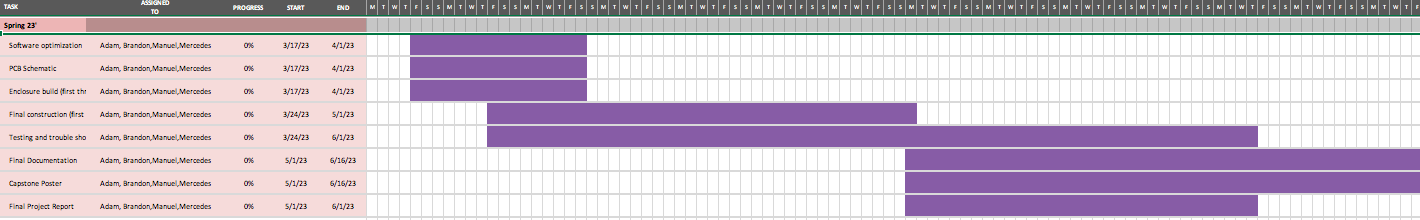 TASK ASSIGNED TO PROGRESS START END M T W T F S S M T W T F S S M T W T F S S M T W T F S S M T W T F S S M T W T F S S M T W T F S S M T W T F S S M T W T F S S M T W T F S S M T W T F S S M T W T F S S M T W T F S S M T W T F
Spring 23'
Software optimization Adam, Brandon,Manuel,Mercedes 0% 3/17/23 4/1/23
PCB Schematic Adam, Brandon,Manuel,Mercedes 0% 3/17/23 4/1/23
Enclosure build (first thr Adam, Brandon,Manuel,Mercedes 0% 3/17/23 4/1/23
Final construction (first Adam, Brandon,Manuel,Mercedes 0% 3/24/23 5/1/23
Testing and trouble sho Adam, Brandon,Manuel,Mercedes 0% 3/24/23 6/1/23
Final Documentation Adam, Brandon,Manuel,Mercedes 0% 5/1/23 6/16/23
Capstone Poster Adam, Brandon,Manuel,Mercedes 0% 5/1/23 6/16/23
Final Project Report Adam, Brandon,Manuel,Mercedes 0% 5/1/23 6/1/23